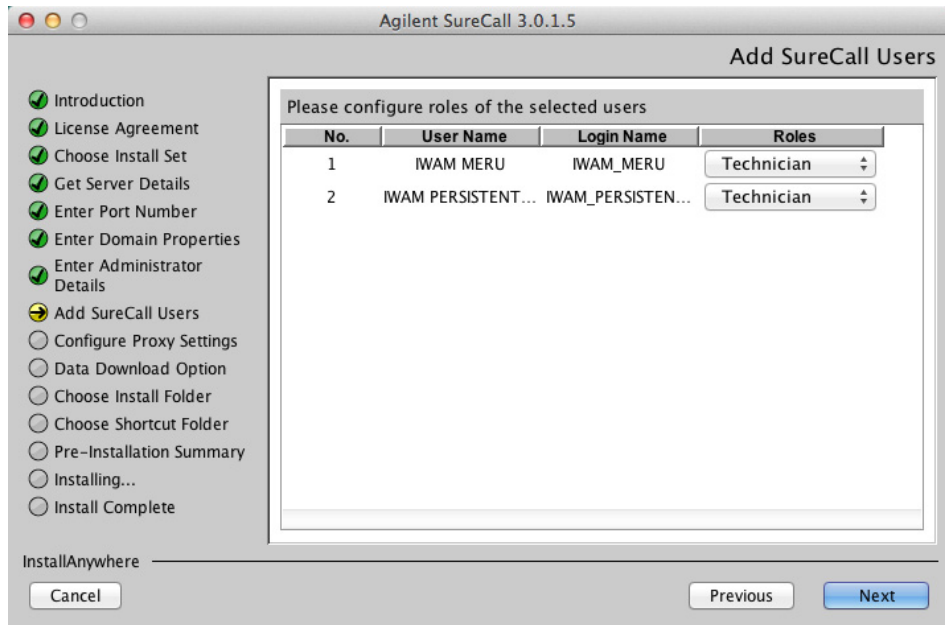 Agilent SureCall 3.0.1.5
Add SureCall Users
Introduction
License Agreement
Choose Install Set
Get Server Details
Enter Port Number
Enter Domain Properties
Enter Administrator
Details
Add SureCall Users
Configure Proxy Settings
Data Download Option
Choose Install Folder
Choose Shortcut Folder
Pre-Installation Summary
Installing...
Install Complete
Please configure roles of the selected users
No. User Name Login Name Roles
1 IWAM MERU IWAM_MERU Technician
2 IWAM PERSISTENT... IWAM_PERSISTEN... Technician
InstallAnywhere
Cancel Previous Next